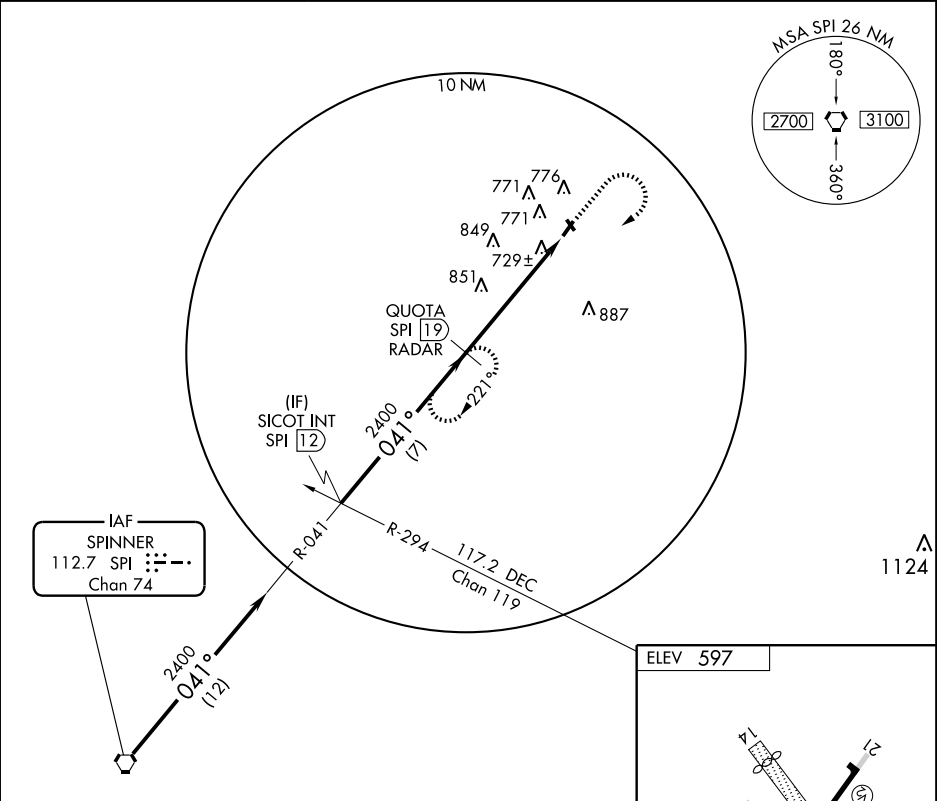 MSA SPI 26 NM
180°
2700
3100
360°
10 NM
776
771
771
849
729±
851
887
QUOTA
SPI 19
RADAR
221°
(IF)
SICOT INT
SPI 12
2400
041°
(7)
R-041
R-294
117.2 DEC
Chan 119
1124
IAF
SPINNER
112.7 SPI
Chan 74
2400
041°
(12)
ELEV 597
14
21